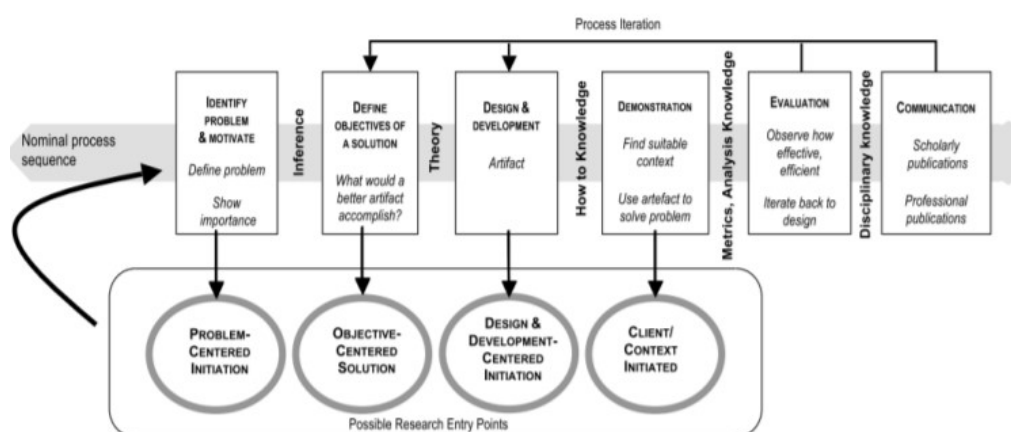 Process Iteration
Nominal process
sequence
IDENTIFY
PROBLEM
& MOTIVATE
Define problem
Show
importance
Inference
DEFINE
OBJECTIVES OF
A SOLUTION
What would a
better artifact
accomplish?
Theory
DESIGN &
DEVELOPMENT
Artifact
How to Knowledge
DEMONSTRATION
Find suitable
context
Use artefact to
solve problem
Metrics, Analysis Knowledge
EVALUATION
Observe how
effective,
efficient
Iterate back to
design
Disciplinary knowledge
COMMUNICATION
Scholarly
publications
Professional
publications
PROBLEM-
CENTERED
INITIATION
OBJECTIVE-
CENTERED
SOLUTION
DESIGN &
DEVELOPMENT-
CENTERED
INITIATION
CLIENT/
CONTEXT
INITIATED
Possible Research Entry Points